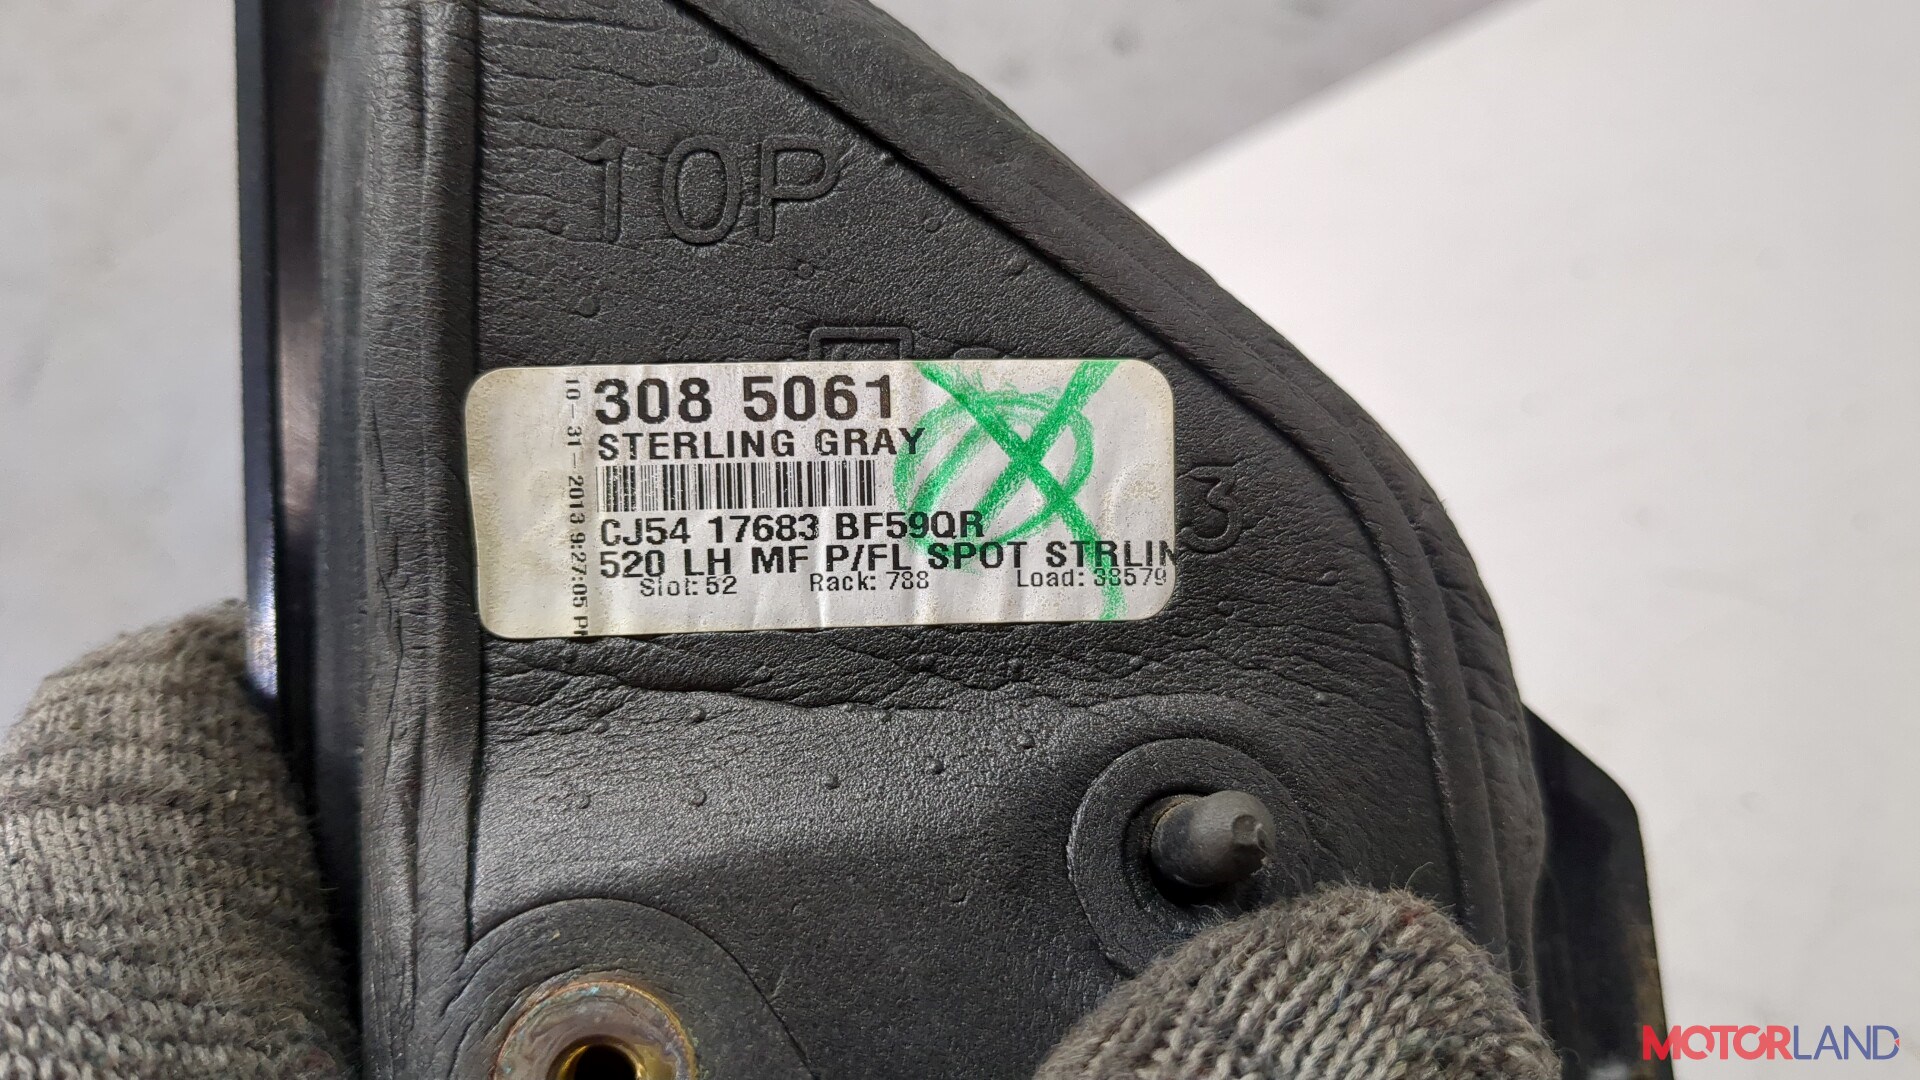 10P
10-31-2013 9:27:05 P
308 5061
STERLING GRAY
CJ54 17683 BF59QR
520 LH MF P/FL SPOT STRLIN
Slot: 52 Rack: 788 Load: 38579
3
MOTORLAND